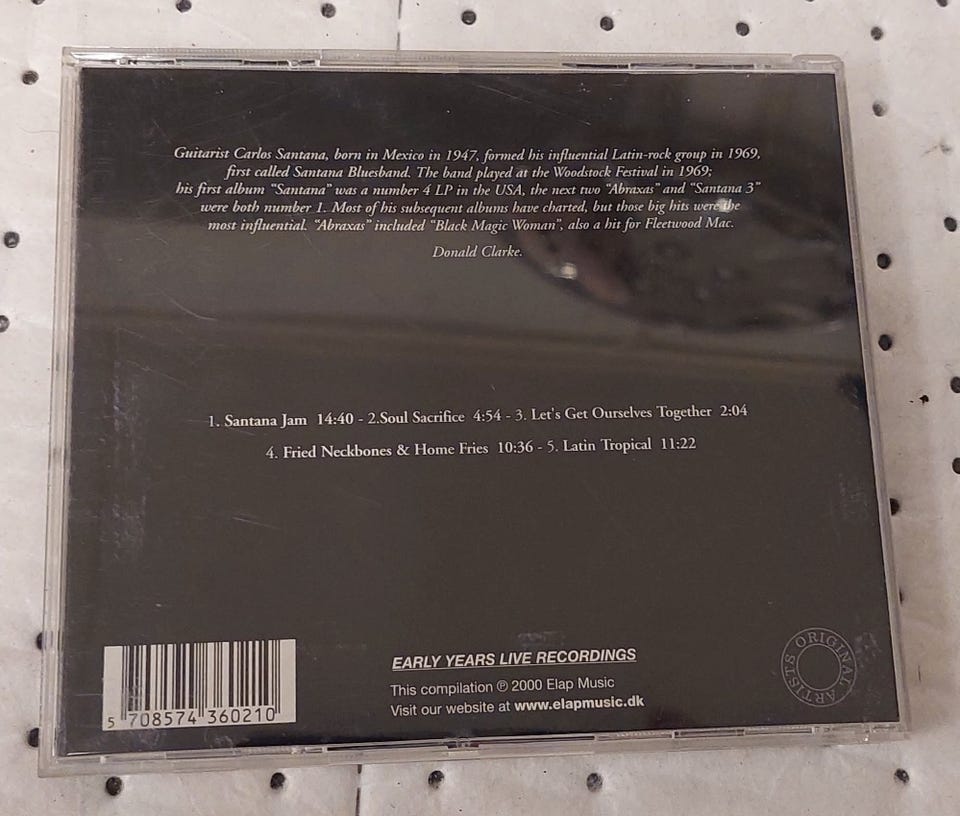 Guitarist Carlos Santana, born in Mexico in 1947, formed his influential Latin-rock group in 1969,
first called Santana Bluesband. The band played at the Woodstock Festival in 1969;
his first album “Santana” was a number 4 LP in the USA, the next two “Abraxas” and “Santana 3”
were both number 1. Most of his subsequent albums have charted, but those big hits were the
most influential. “Abraxas” included “Black Magic Woman”, also a hit for Fleetwood Mac.
Donald Clarke.
1. Santana Jam 14:40 - 2.Soul Sacrifice 4:54 - 3. Let's Get Ourselves Together 2:04
4. Fried Neckbones & Home Fries 10:36 - 5. Latin Tropical 11:22
EARLY YEARS LIVE RECORDINGS
This compilation ℗ 2000 Elap Music
Visit our website at www.elapmusic.dk
5 708574 360210
ORIGINAL ARTISTS